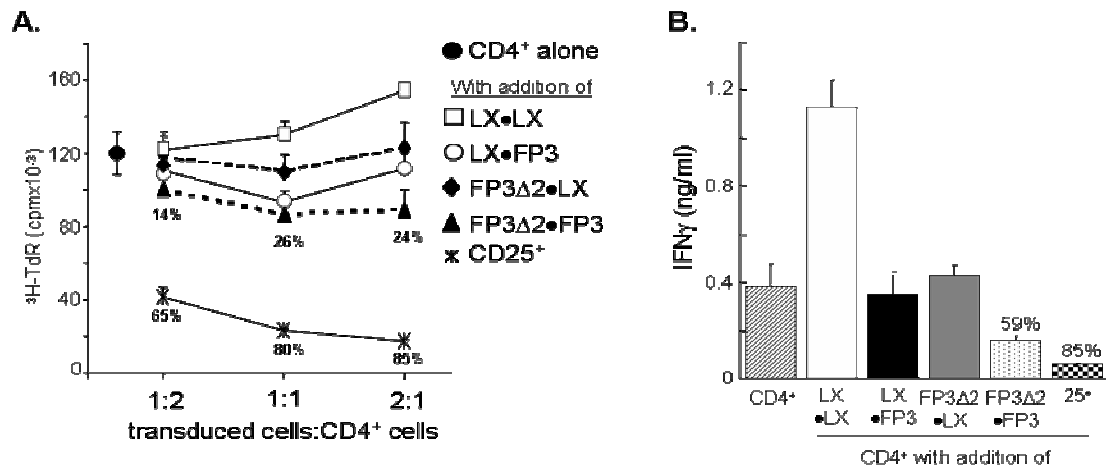 A.
CD4⁺ alone
With addition of
LX•LX
LX•FP3
FP3Δ2•LX
FP3Δ2•FP3
CD25⁺
³H-TdR (cpmx10⁻³)
160
120
80
40
0
14%
26%
24%
65%
80%
85%
1:2 1:1 2:1
transduced cells:CD4⁺ cells
B.
IFNγ (ng/ml)
1.2
0.8
0.4
0
59%
85%
CD4⁺ LX LX FP3Δ2 FP3Δ2 25•
•LX •FP3 •LX •FP3
CD4⁺ with addition of